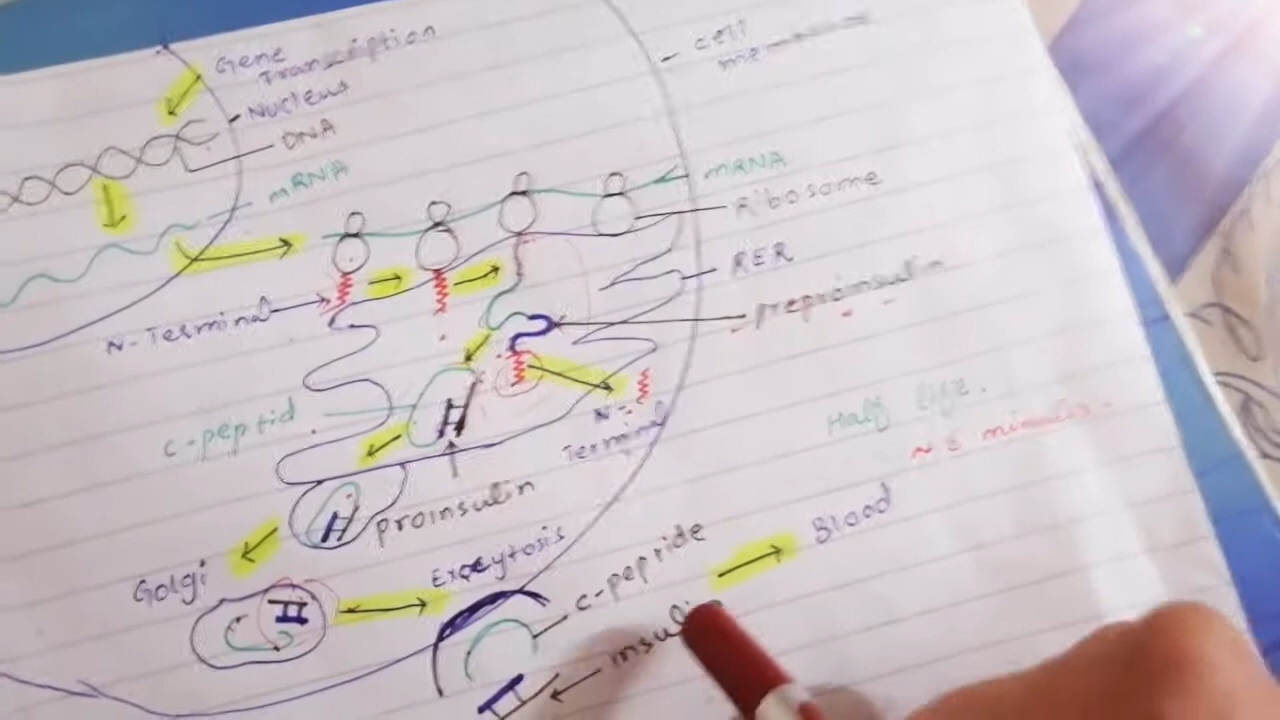 Gene
Transcription
Nucleus
DNA
mRNA
cell
mRNA
Ribosome
RER
N-Terminal
preproinsulin
c-peptid
N-
Terminal
Half life.
minutes.
proinsulin
Golgi
Exocytosis
c-peptide
Blood
insulin